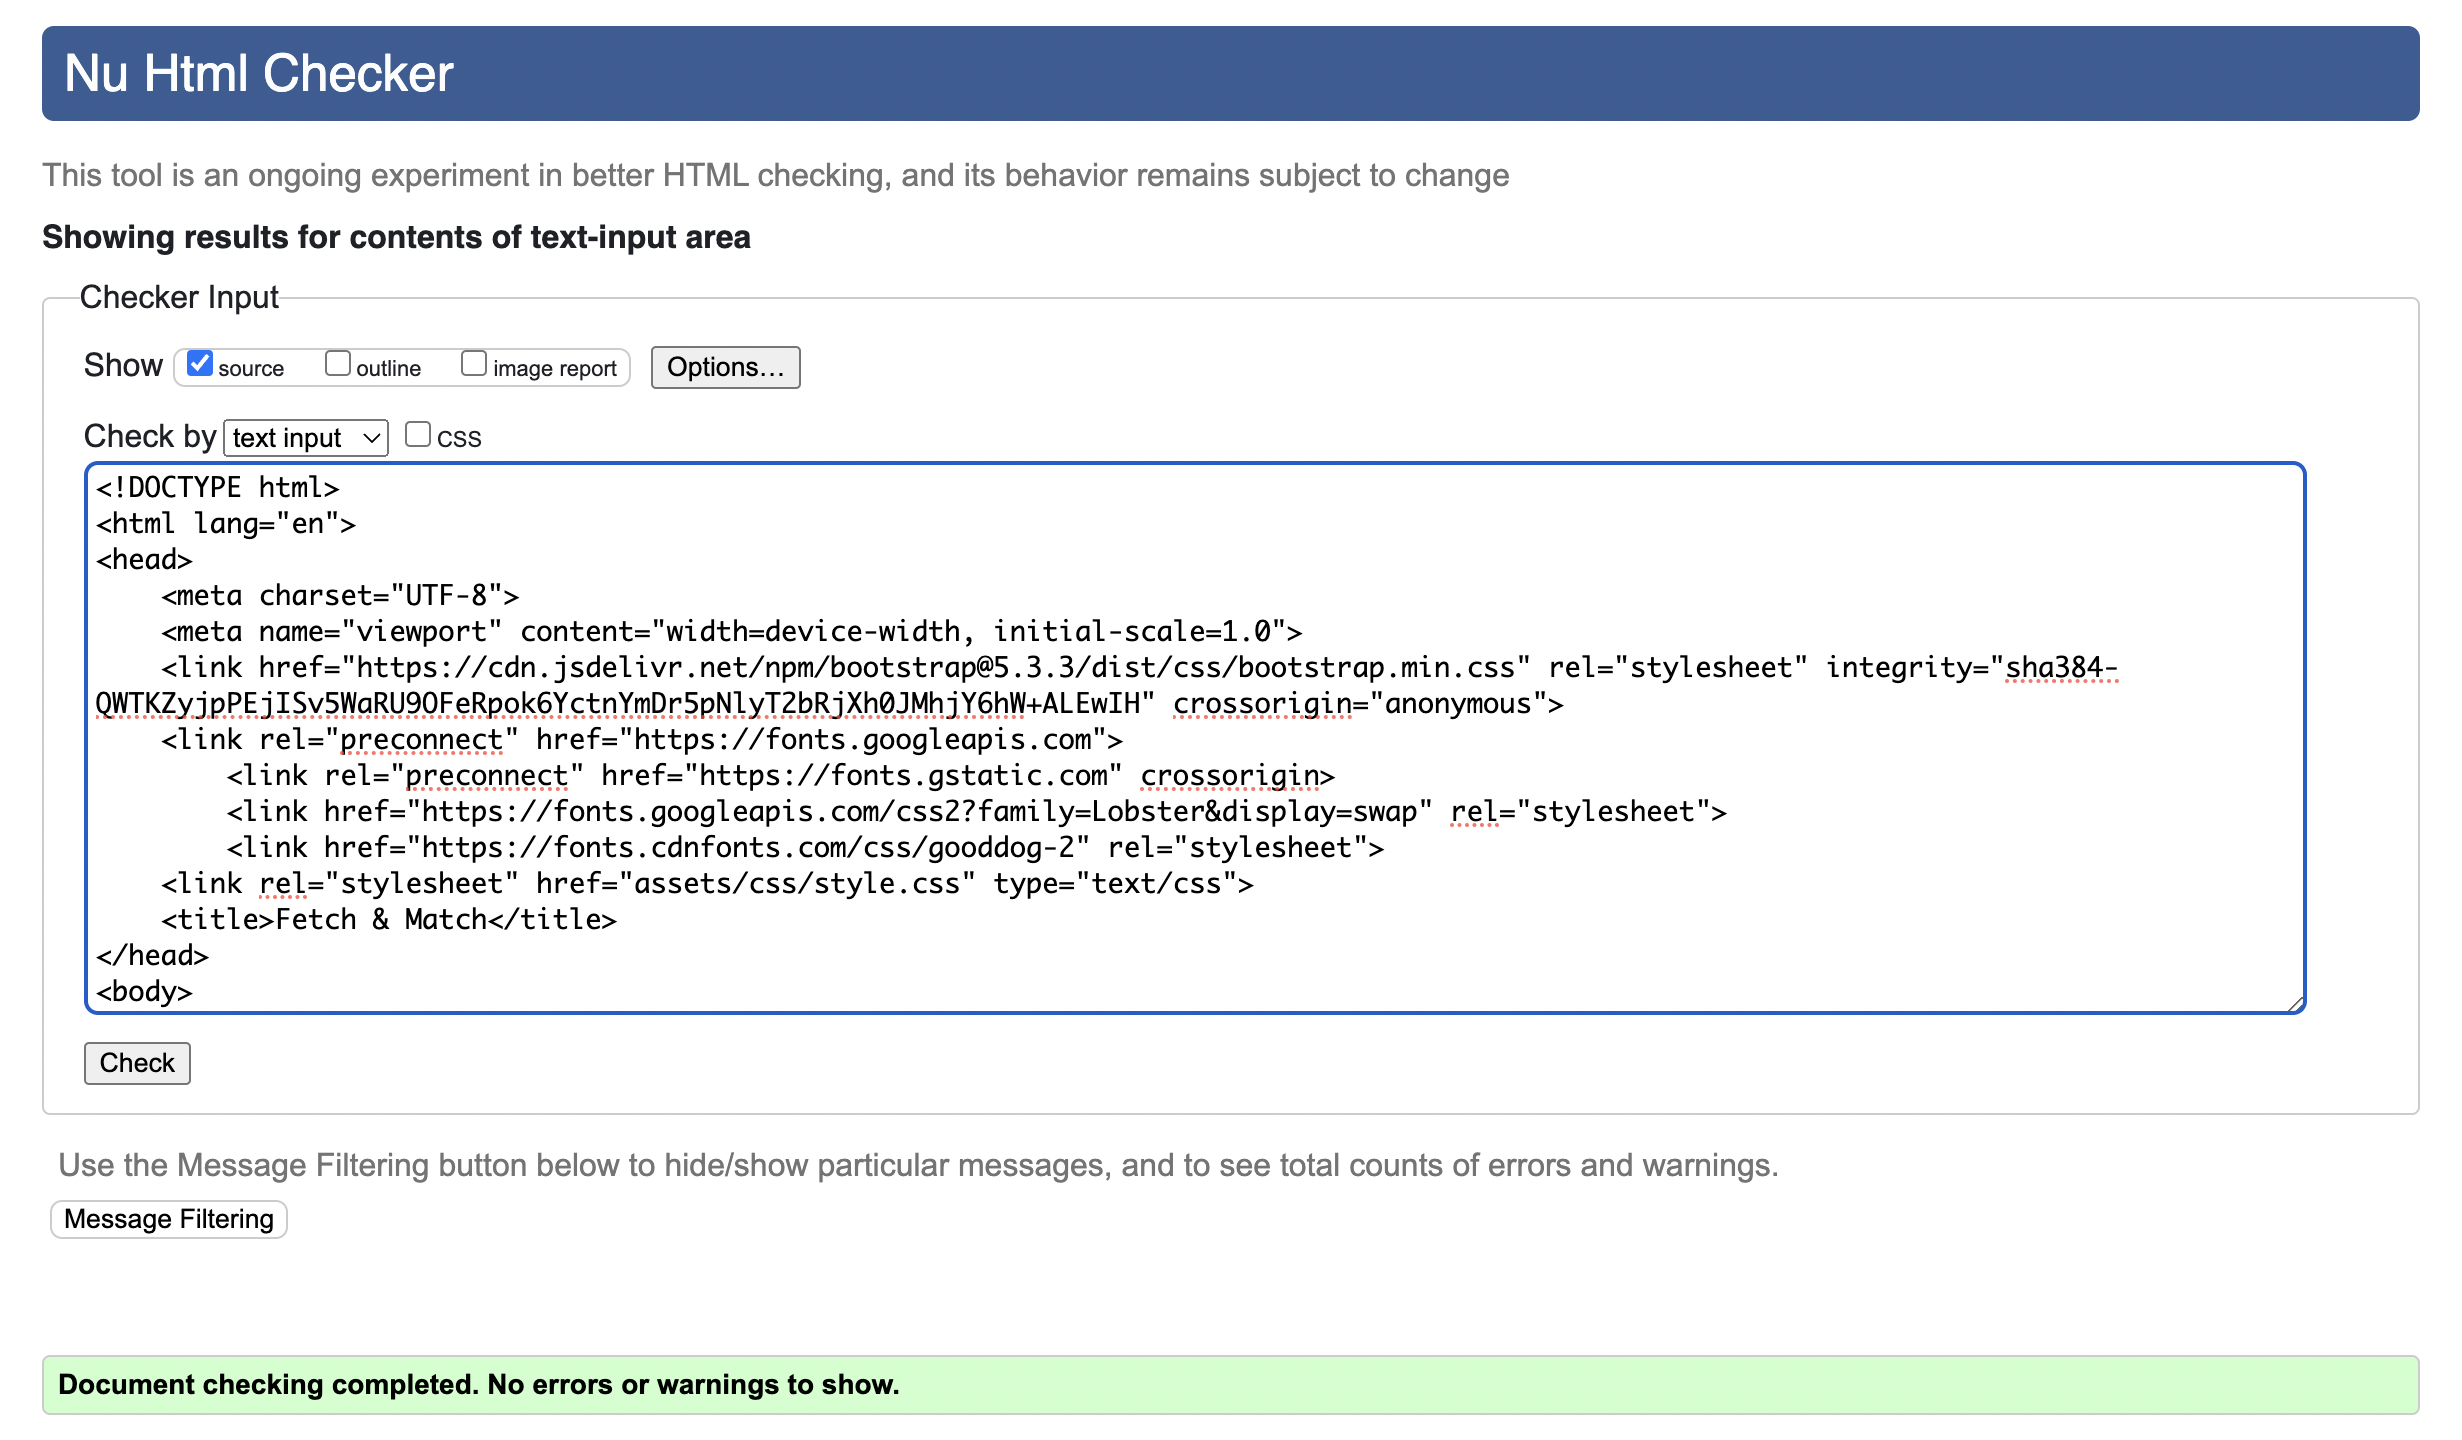 Nu Html Checker
This tool is an ongoing experiment in better HTML checking, and its behavior remains subject to change
Showing results for contents of text-input area
Checker Input
Show source outline image report Options...
Check by text input CSS
<!DOCTYPE html>
<html lang="en">
<head>
    <meta charset="UTF-8">
    <meta name="viewport" content="width=device-width, initial-scale=1.0">
    <link href="https://cdn.jsdelivr.net/npm/bootstrap@5.3.3/dist/css/bootstrap.min.css" rel="stylesheet" integrity="sha384-
QWTKZyjpPEjISv5WaRU9OFeRpok6YctnYmDr5pNlyT2bRjXh0JMhjY6hW+ALEwIH" crossorigin="anonymous">
    <link rel="preconnect" href="https://fonts.googleapis.com">
        <link rel="preconnect" href="https://fonts.gstatic.com" crossorigin>
        <link href="https://fonts.googleapis.com/css2?family=Lobster&display=swap" rel="stylesheet">
        <link href="https://fonts.cdnfonts.com/css/gooddog-2" rel="stylesheet">
    <link rel="stylesheet" href="assets/css/style.css" type="text/css">
    <title>Fetch & Match</title>
</head>
<body>
Check
Use the Message Filtering button below to hide/show particular messages, and to see total counts of errors and warnings.
Message Filtering
Document checking completed. No errors or warnings to show.